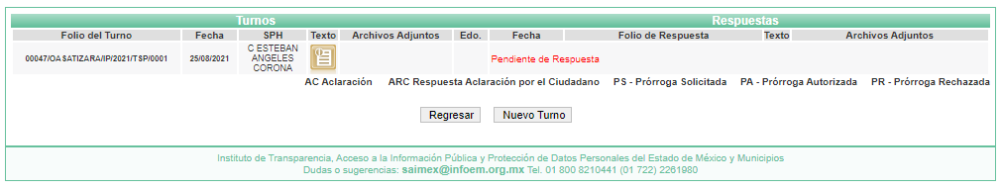 Turnos Respuestas
Folio del Turno Fecha SPH Texto Archivos Adjuntos Edo. Fecha Folio de Respuesta Texto Archivos Adjuntos
00047/OASATIZARA/IP/2021/TSP/0001 25/08/2021 C ESTEBAN ANGELES CORONA Pendiente de Respuesta
AC Aclaración ARC Respuesta Aclaración por el Ciudadano PS - Prórroga Solicitada PA - Prórroga Autorizada PR - Prórroga Rechazada
Regresar Nuevo Turno
Instituto de Transparencia, Acceso a la Información Pública y Protección de Datos Personales del Estado de México y Municipios
Dudas o sugerencias: saimex@infoem.org.mx Tel. 01 800 8210441 (01 722) 2261980